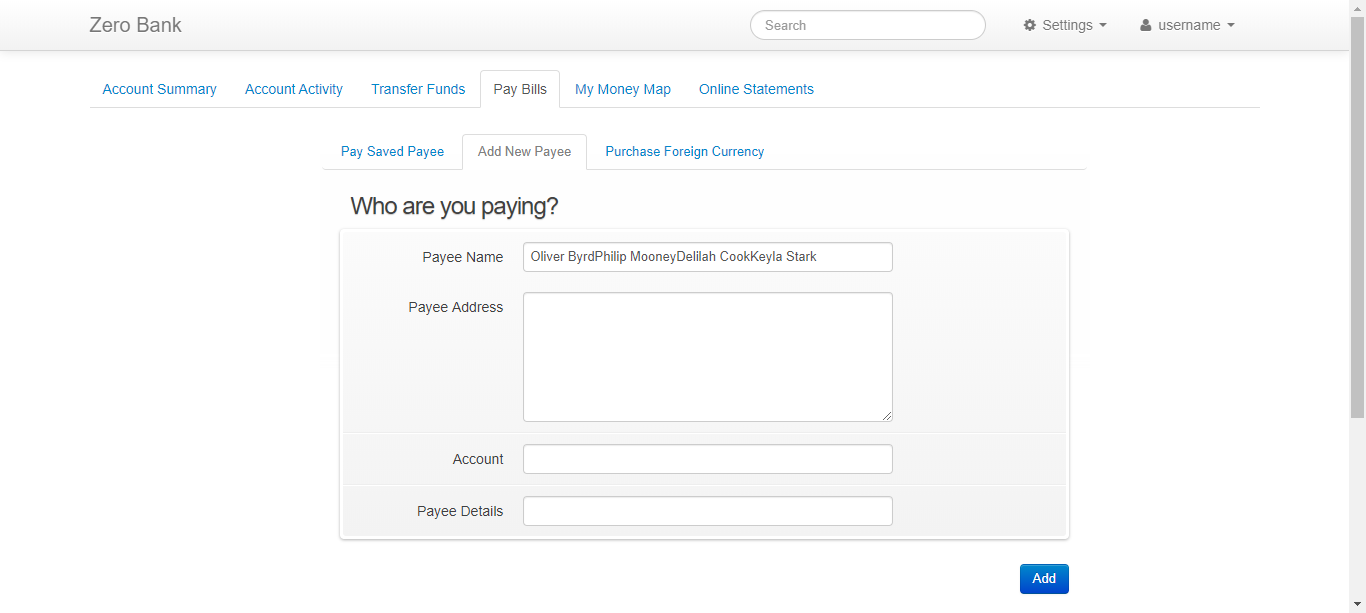 Zero Bank
Search
Settings
username
Account Summary
Account Activity
Transfer Funds
Pay Bills
My Money Map
Online Statements
Pay Saved Payee
Add New Payee
Purchase Foreign Currency
Who are you paying?
Payee Name
Oliver ByrdPhilip MooneyDelilah CookKeyla Stark
Payee Address
Account
Payee Details
Add